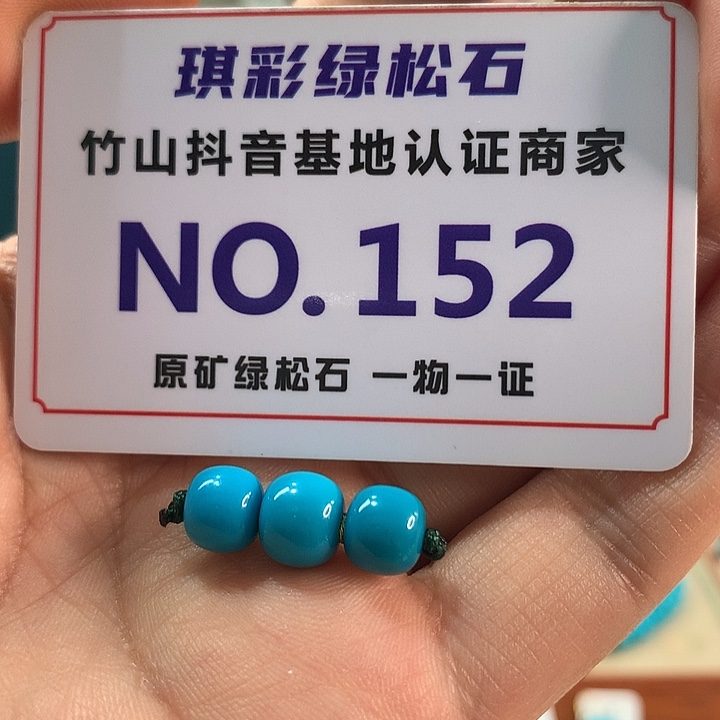 琪彩绿松石
竹山抖音基地认证商家
NO.152
原矿绿松石 一物一证